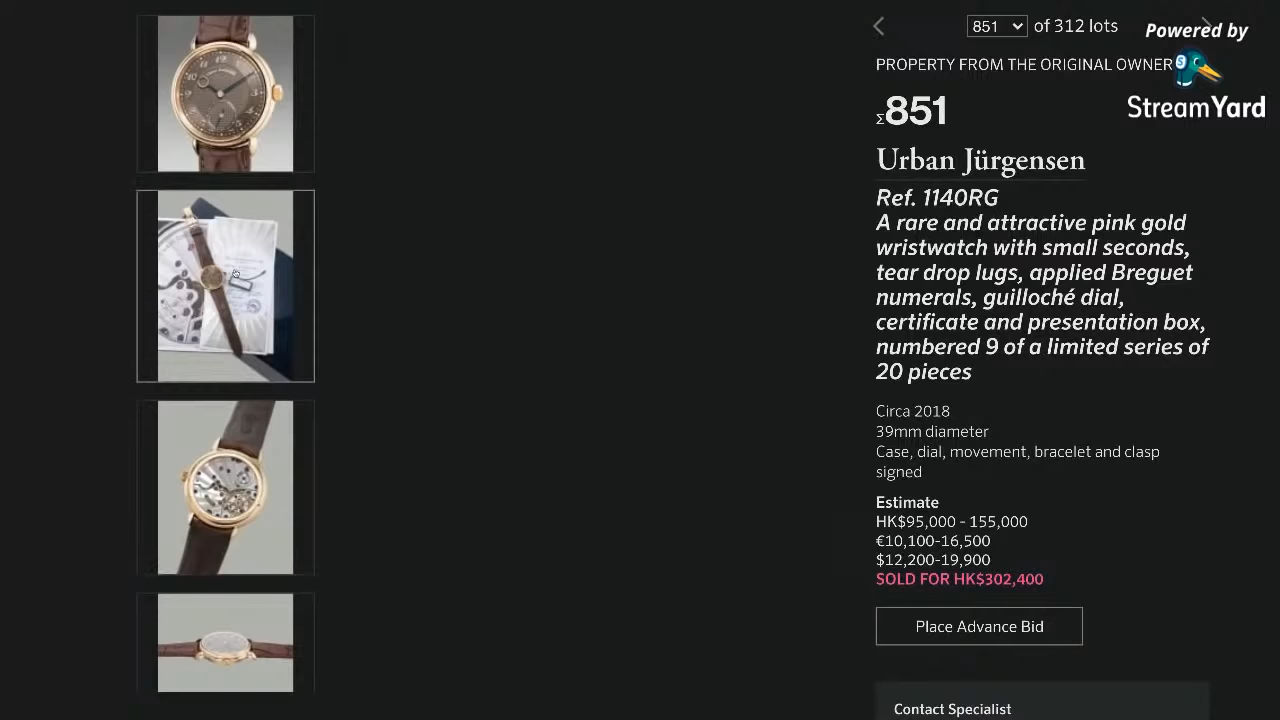 851 of 312 lots
Powered by
PROPERTY FROM THE ORIGINAL OWNER
StreamYard
Σ851
Urban Jürgensen
Ref. 1140RG
A rare and attractive pink gold
wristwatch with small seconds,
tear drop lugs, applied Breguet
numerals, guilloché dial,
certificate and presentation box,
numbered 9 of a limited series of
20 pieces
Circa 2018
39mm diameter
Case, dial, movement, bracelet and clasp
signed
Estimate
HK$95,000 - 155,000
€10,100-16,500
$12,200-19,900
SOLD FOR HK$302,400
Place Advance Bid
Contact Specialist